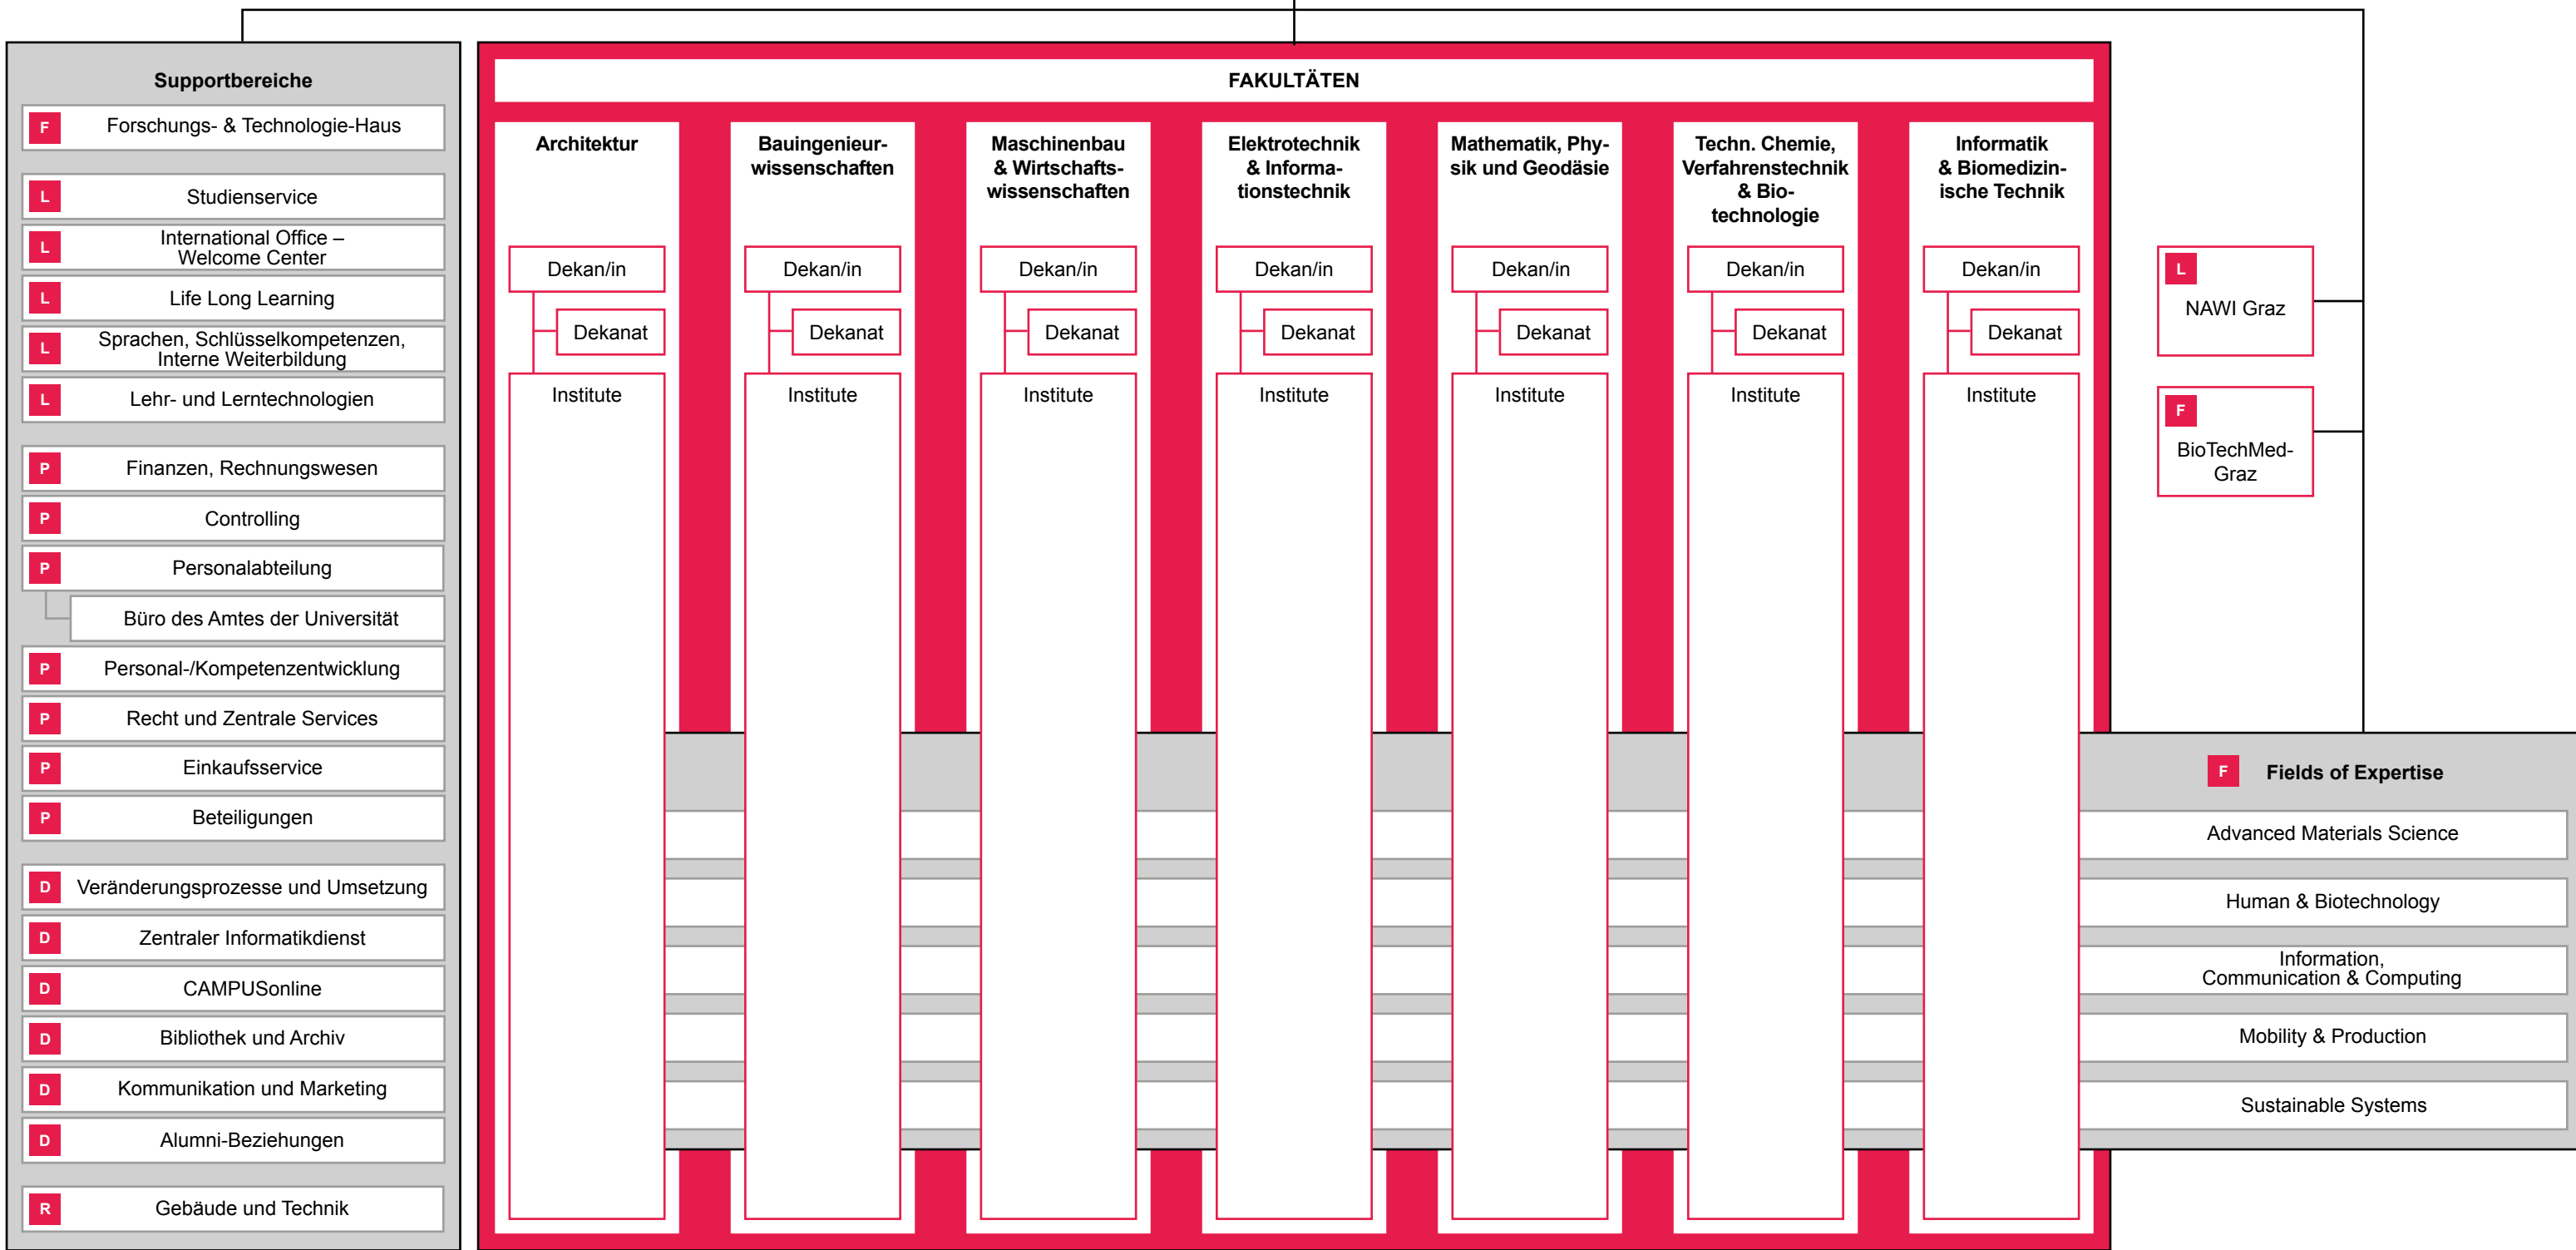 Supportbereiche
F Forschungs- & Technologie-Haus
L Studienservice
L International Office –
Welcome Center
L Life Long Learning
L Sprachen, Schlüsselkompetenzen,
Interne Weiterbildung
L Lehr- und Lerntechnologien
P Finanzen, Rechnungswesen
P Controlling
P Personalabteilung
Büro des Amtes der Universität
P Personal-/Kompetenzentwicklung
P Recht und Zentrale Services
P Einkaufsservice
P Beteiligungen
D Veränderungsprozesse und Umsetzung
D Zentraler Informatikdienst
D CAMPUSonline
D Bibliothek und Archiv
D Kommunikation und Marketing
D Alumni-Beziehungen
R Gebäude und Technik
FAKULTÄTEN
Architektur
Dekan/in
Dekanat
Institute
Bauingenieur-
wissenschaften
Dekan/in
Dekanat
Institute
Maschinenbau
& Wirtschafts-
wissenschaften
Dekan/in
Dekanat
Institute
Elektrotechnik
& Informa-
tionstechnik
Dekan/in
Dekanat
Institute
Mathematik, Phy-
sik und Geodäsie
Dekan/in
Dekanat
Institute
Techn. Chemie,
Verfahrenstechnik
& Bio-
technologie
Dekan/in
Dekanat
Institute
Informatik
& Biomedizin-
ische Technik
Dekan/in
Dekanat
Institute
L
NAWI Graz
F
BioTechMed-
Graz
F Fields of Expertise
Advanced Materials Science
Human & Biotechnology
Information,
Communication & Computing
Mobility & Production
Sustainable Systems